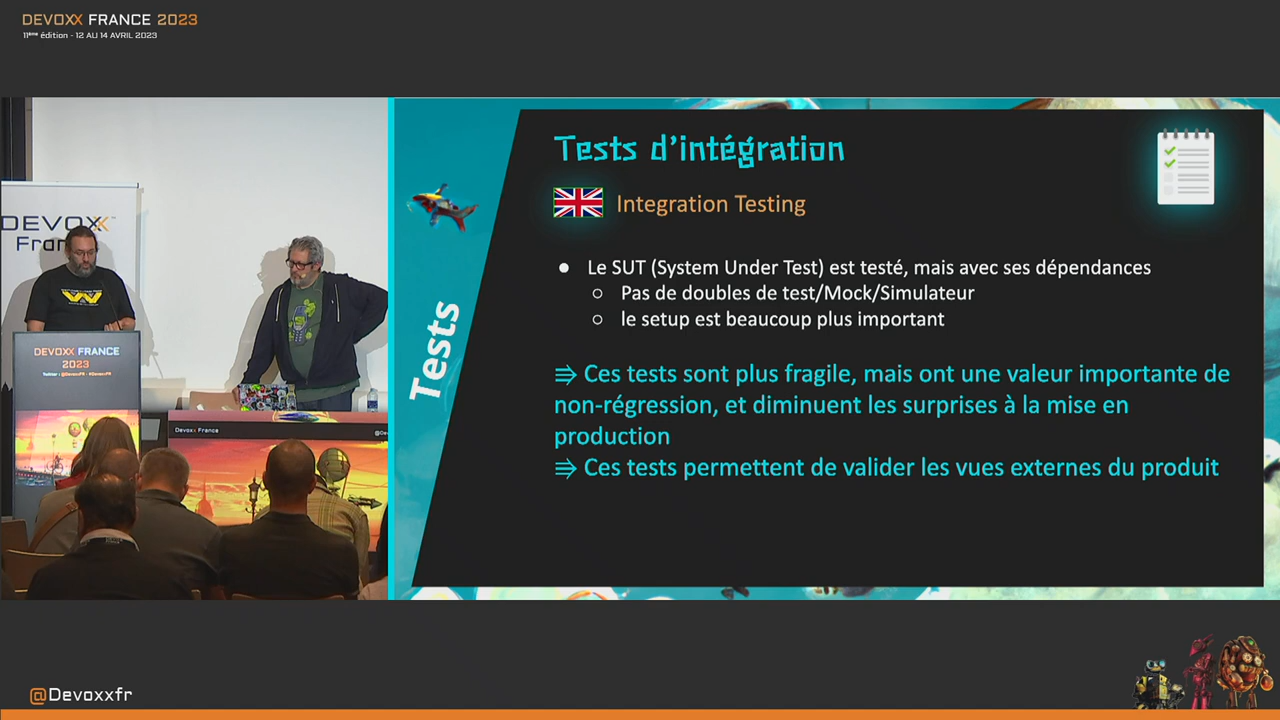 DEVOXX FRANCE 2023
11ème édition - 12 AU 14 AVRIL 2023
DEVOXX
Fran
DEVOXX FRANCE
2023
Twitter : @DevoxxFR - #DevoxxFR
Devoxx France
@De
Tests
Tests d'intégration
Integration Testing
● Le SUT (System Under Test) est testé, mais avec ses dépendances
○ Pas de doubles de test/Mock/Simulateur
○ le setup est beaucoup plus important
⇛ Ces tests sont plus fragile, mais ont une valeur importante de
non-régression, et diminuent les surprises à la mise en
production
⇛ Ces tests permettent de valider les vues externes du produit
@Devoxxfr